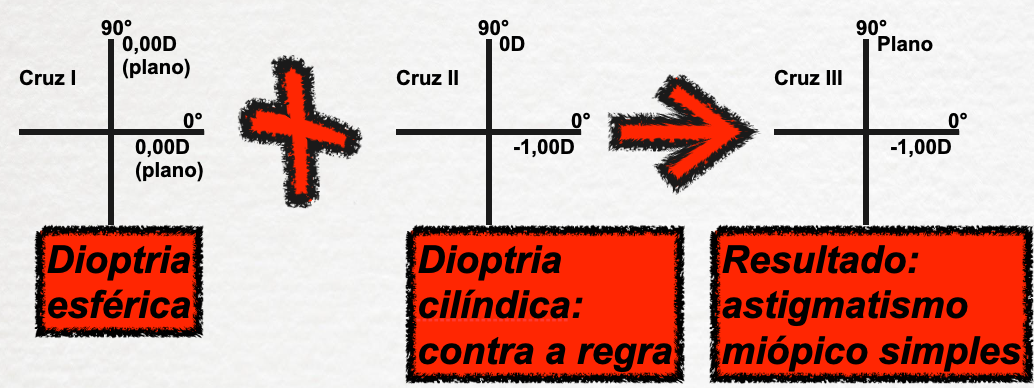 90°
0,00D
(plano)
Cruz I
0°
0,00D
(plano)
Dioptria
esférica
90°
0D
Cruz II
0°
-1,00D
Dioptria
cilíndica:
contra a regra
90°
Plano
Cruz III
0°
-1,00D
Resultado:
astigmatismo
miópico simples